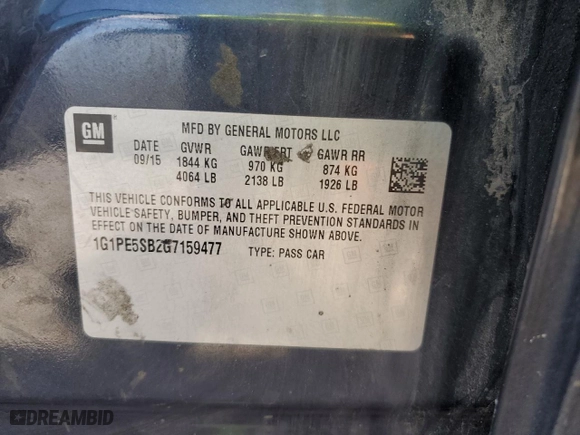 GM
MFD BY GENERAL MOTORS LLC
DATE GVWR GAWR FRT GAWR RR
09/15 1844 KG 970 KG 874 KG
4064 LB 2138 LB 1926 LB
THIS VEHICLE CONFORMS TO ALL APPLICABLE U.S. FEDERAL MOTOR
VEHICLE SAFETY, BUMPER, AND THEFT PREVENTION STANDARDS IN
EFFECT ON THE DATE OF MANUFACTURE SHOWN ABOVE.
1G1PE5SB2G7159477 TYPE: PASS CAR
DREAMBID